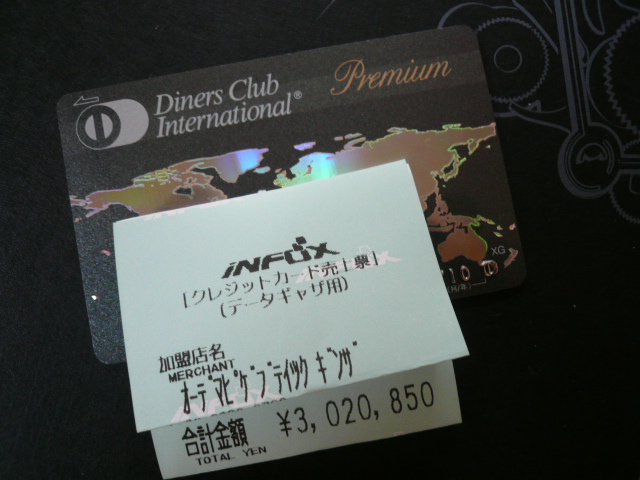 Diners Club
International®
Premium
XG
INFOX
[クレジットカード売上票]
(データギャザ用)
加盟店名
MERCHANT
オーデマピゲブティック ギンザ
合計金額 ¥3,020,850
TOTAL YEN